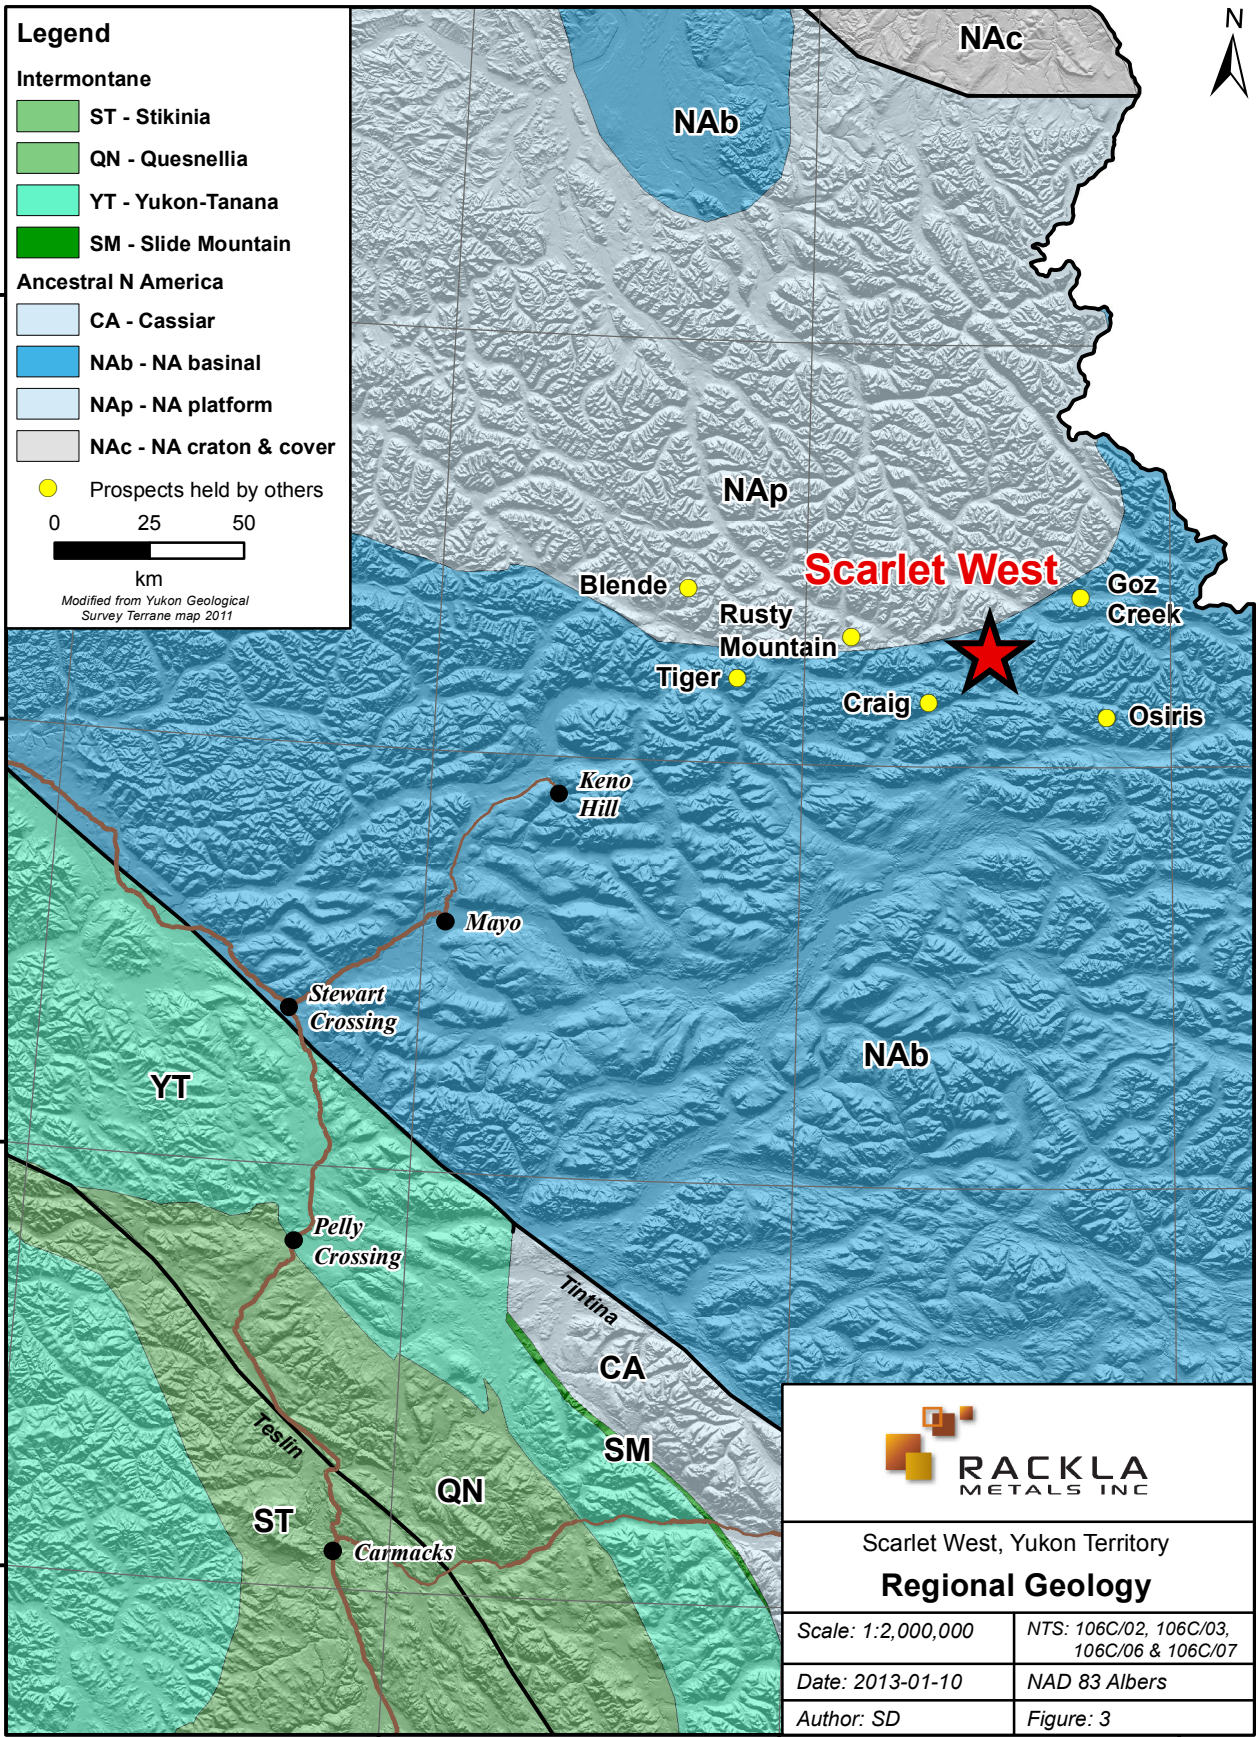 Legend
Intermontane
ST - Stikinia
QN - Quesnellia
YT - Yukon-Tanana
SM - Slide Mountain
Ancestral N America
CA - Cassiar
NAb - NA basinal
NAp - NA platform
NAc - NA craton & cover
Prospects held by others
0 25 50
km
Modified from Yukon Geological
Survey Terrane map 2011
N
NAc
NAb
NAp
Scarlet West
Blende
Goz
Creek
Rusty
Mountain
Tiger
Craig
Osiris
Keno
Hill
Mayo
Stewart
Crossing
NAb
YT
Pelly
Crossing
Tintina
CA
Teslin
SM
QN
ST
Carmacks
RACKLA
METALS INC
Scarlet West, Yukon Territory
Regional Geology
Scale: 1:2,000,000
NTS: 106C/02, 106C/03,
106C/06 & 106C/07
Date: 2013-01-10
NAD 83 Albers
Author: SD
Figure: 3